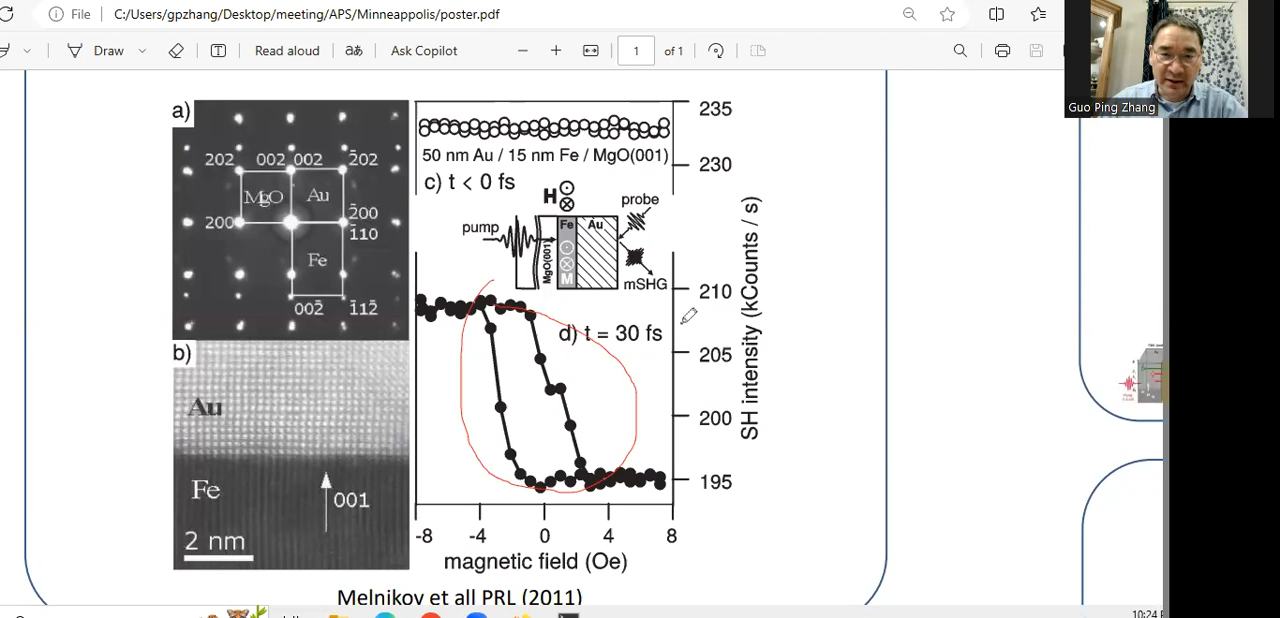 File
C:/Users/gpzhang/Desktop/meeting/APS/Minneappolis/poster.pdf
Draw
Read aloud
Ask Copilot
1
of 1
Guo Ping Zhang
a)
202
002
002
2̄02
MgO
Au
200
2̄00
1̄10
Fe
002̄
1̄12̄
b)
Au
Fe
001
2 nm
235
230
210
205
200
195
50 nm Au / 15 nm Fe / MgO(001)
c) t < 0 fs
H
probe
pump
Fe
Au
MgO(001)
M
mSHG
d) t = 30 fs
SH intensity (kCounts / s)
-8
-4
0
4
8
magnetic field (Oe)
Melnikov et all PRL (2011)
10:24